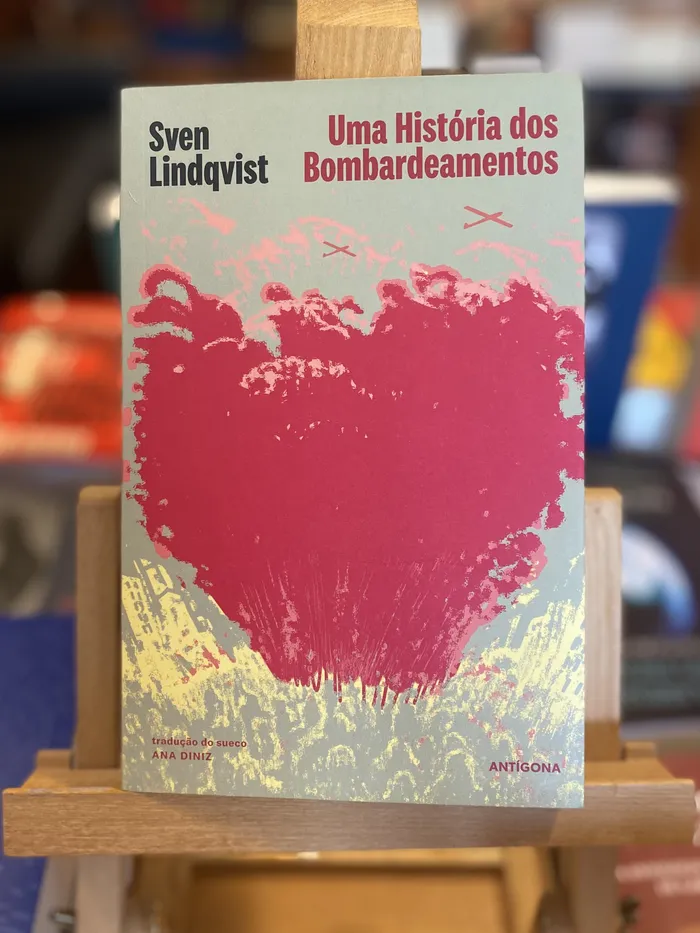 Sven
Lindqvist
Uma História dos
Bombardeamentos
tradução do sueco
ANA DINIZ
ANTÍGONA